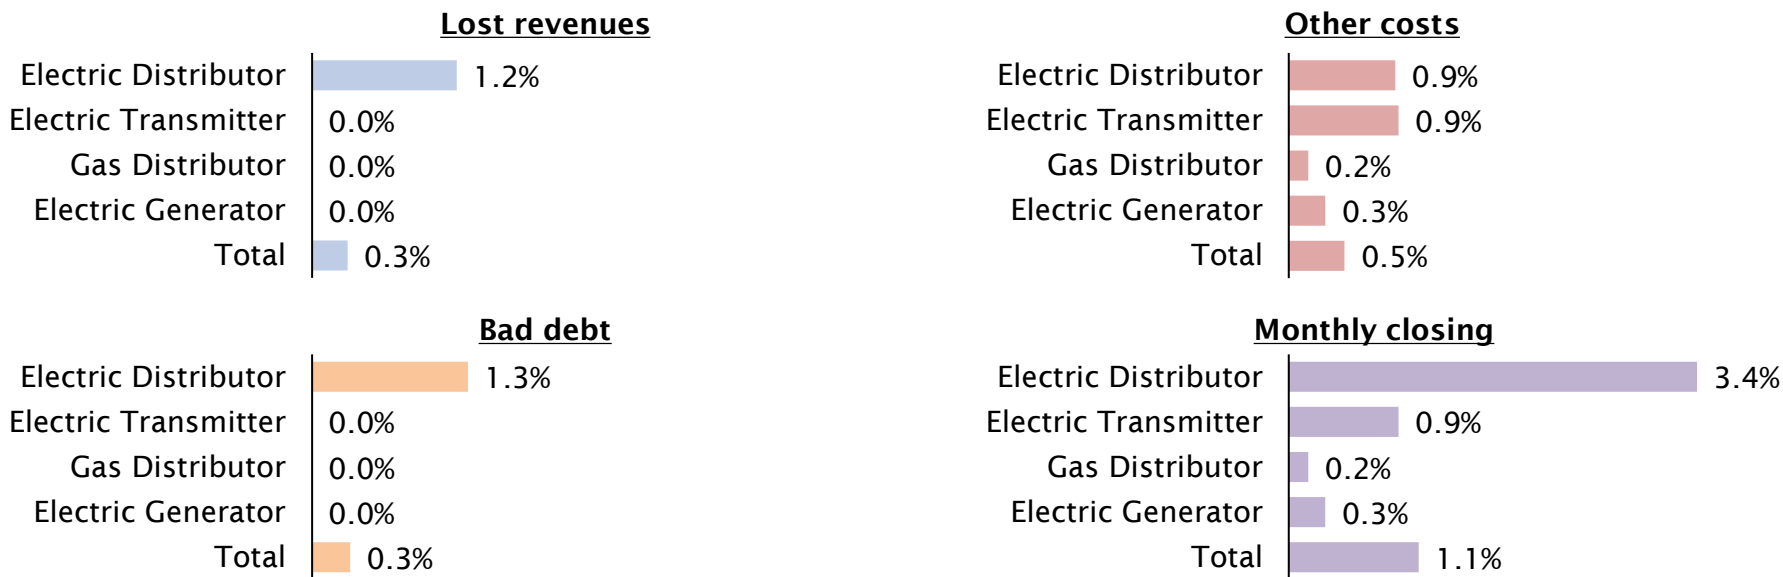 Lost revenues
Electric Distributor 1.2%
Electric Transmitter 0.0%
Gas Distributor 0.0%
Electric Generator 0.0%
Total 0.3%
Other costs
Electric Distributor 0.9%
Electric Transmitter 0.9%
Gas Distributor 0.2%
Electric Generator 0.3%
Total 0.5%
Bad debt
Electric Distributor 1.3%
Electric Transmitter 0.0%
Gas Distributor 0.0%
Electric Generator 0.0%
Total 0.3%
Monthly closing
Electric Distributor 3.4%
Electric Transmitter 0.9%
Gas Distributor 0.2%
Electric Generator 0.3%
Total 1.1%